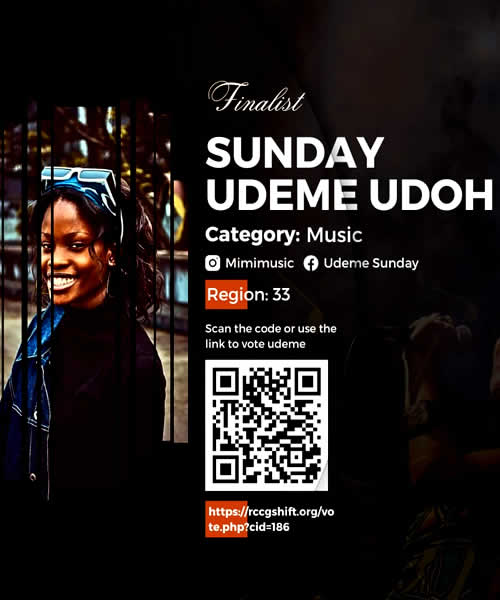 Finalist
SUNDAY
UDEME UDOH
Category: Music
Mimimusic Udeme Sunday
Region: 33
Scan the code or use the
link to vote udeme
https://rccgshift.org/vo
te.php?cid=186